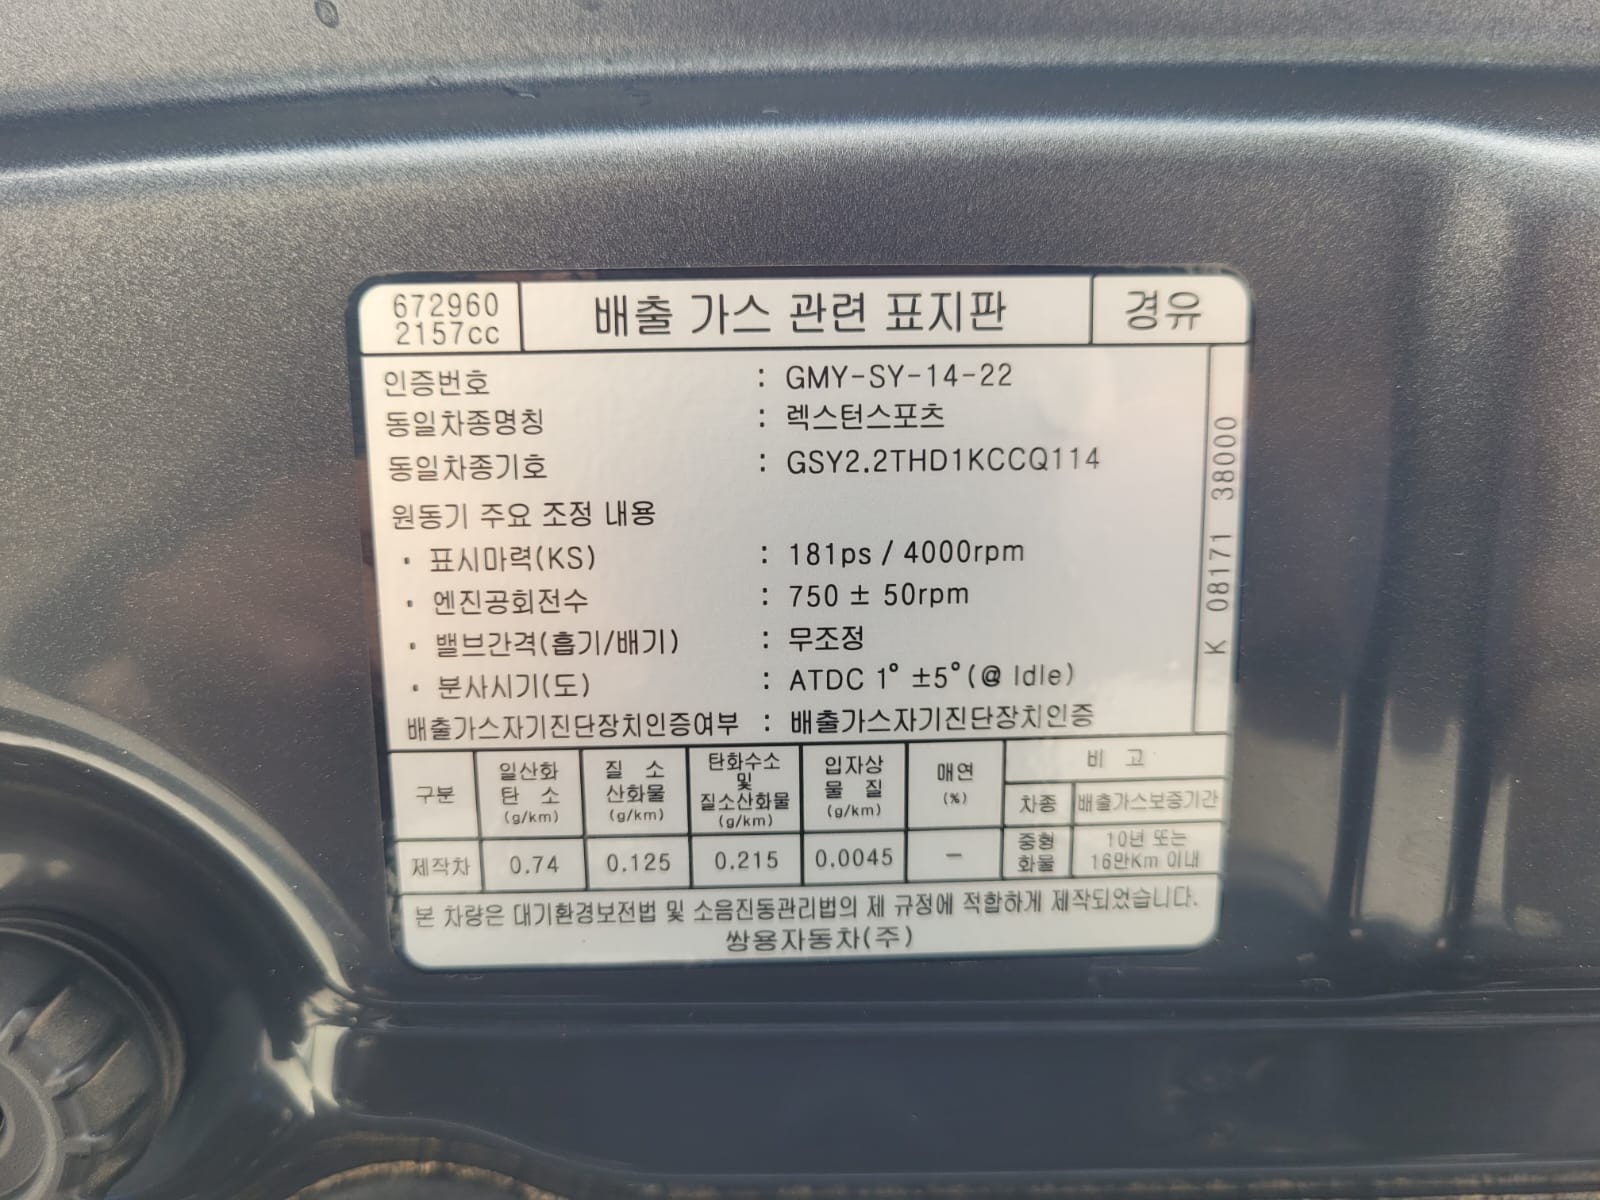 672960
2157cc
배출 가스 관련 표지판
경유
인증번호 : GMY-SY-14-22
동일차종명칭 : 렉스턴스포츠
동일차종기호 : GSY2.2THD1KCCQ114
원동기 주요 조정 내용
· 표시마력(KS) : 181ps / 4000rpm
· 엔진공회전수 : 750 ± 50rpm
· 밸브간격(흡기/배기) : 무조정
· 분사시기(도) : ATDC 1° ±5°(@ Idle)
배출가스자기진단장치인증여부 : 배출가스자기진단장치인증
K 08171 38000
구분
일산화
탄 소
(g/km)
질 소
산화물
(g/km)
탄화수소
및
질소산화물
(g/km)
입자상
물 질
(g/km)
매연
(%)
비 고
차종
배출가스보증기간
제작차
0.74
0.125
0.215
0.0045
-
중형
화물
10년 또는
16만Km 이내
본 차량은 대기환경보전법 및 소음진동관리법의 제 규정에 적합하게 제작되었습니다.
쌍용자동차(주)